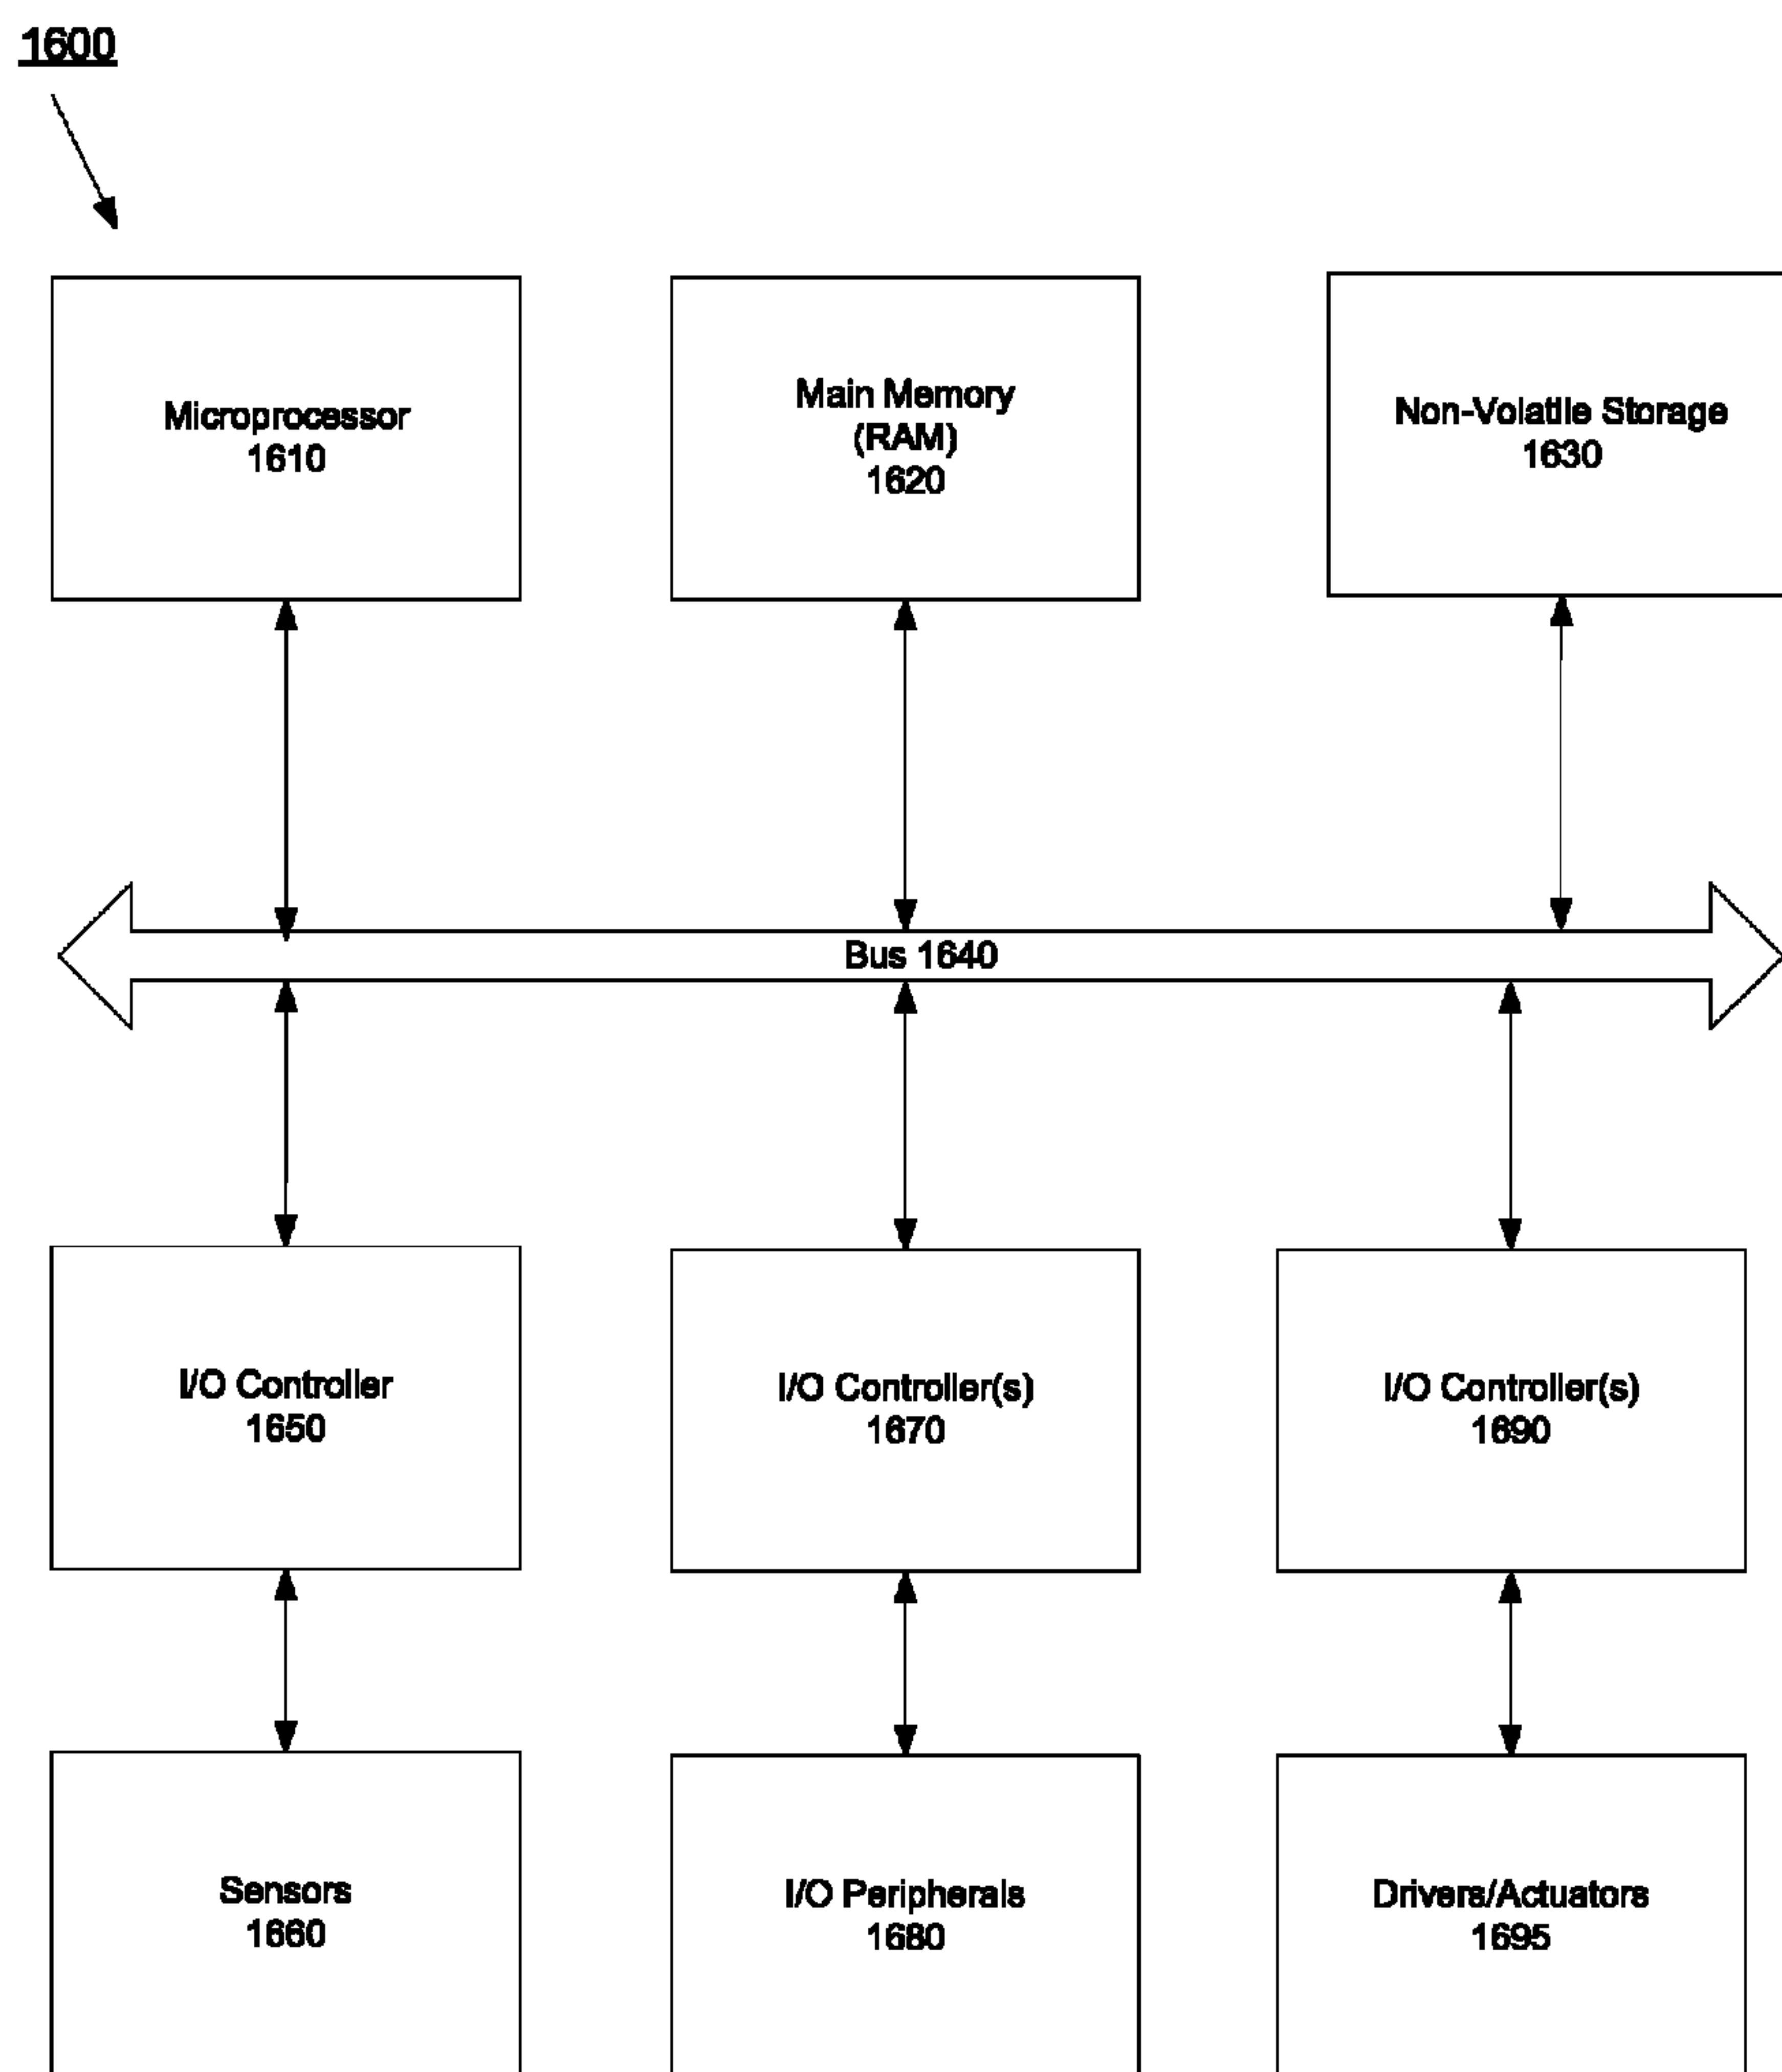 1600
Microprocessor
1610
Main Memory
(RAM)
1620
Non-Volatile Storage
1630
Bus 1640
I/O Controller
1650
I/O Controller(s)
1670
I/O Controller(s)
1690
Sensors
1660
I/O Peripherals
1680
Drivers/Actuators
1695